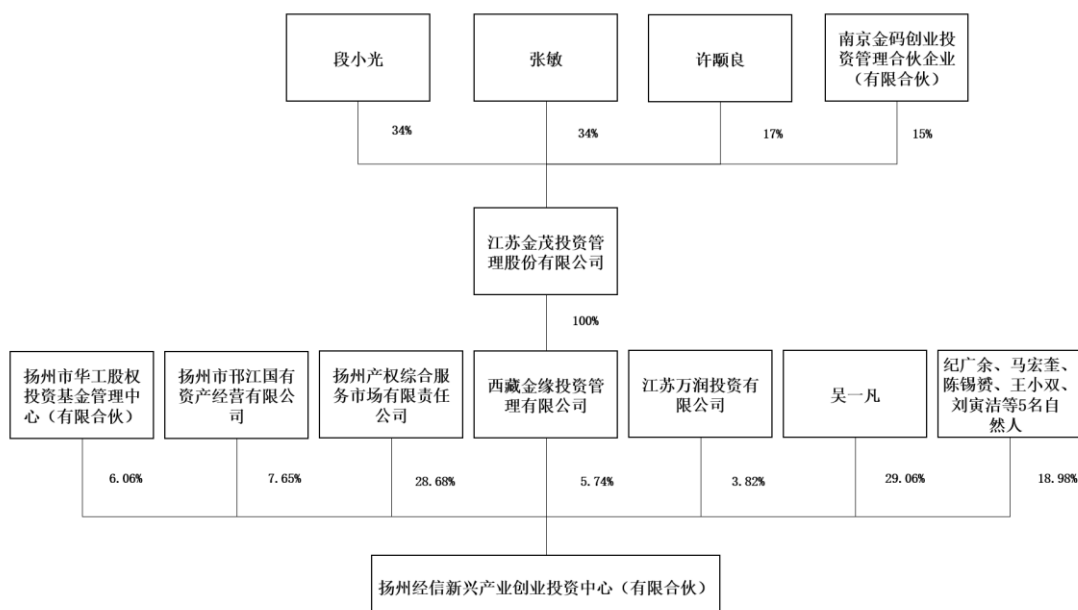 段小光
张敏
许颙良
南京金码创业投
资管理合伙企业
（有限合伙）
34%
34%
17%
15%
江苏金茂投资管
理股份有限公司
100%
扬州市华工股权
投资基金管理中
心（有限合伙）
扬州市邗江国有
资产经营有限公
司
扬州产权综合服
务市场有限责任
公司
西藏金缘投资管
理有限公司
江苏万润投资有
限公司
吴一凡
纪广余、马宏奎、
陈锡赟、王小双、
刘寅洁等5名自
然人
6.06%
7.65%
28.68%
5.74%
3.82%
29.06%
18.98%
扬州经信新兴产业创业投资中心（有限合伙）